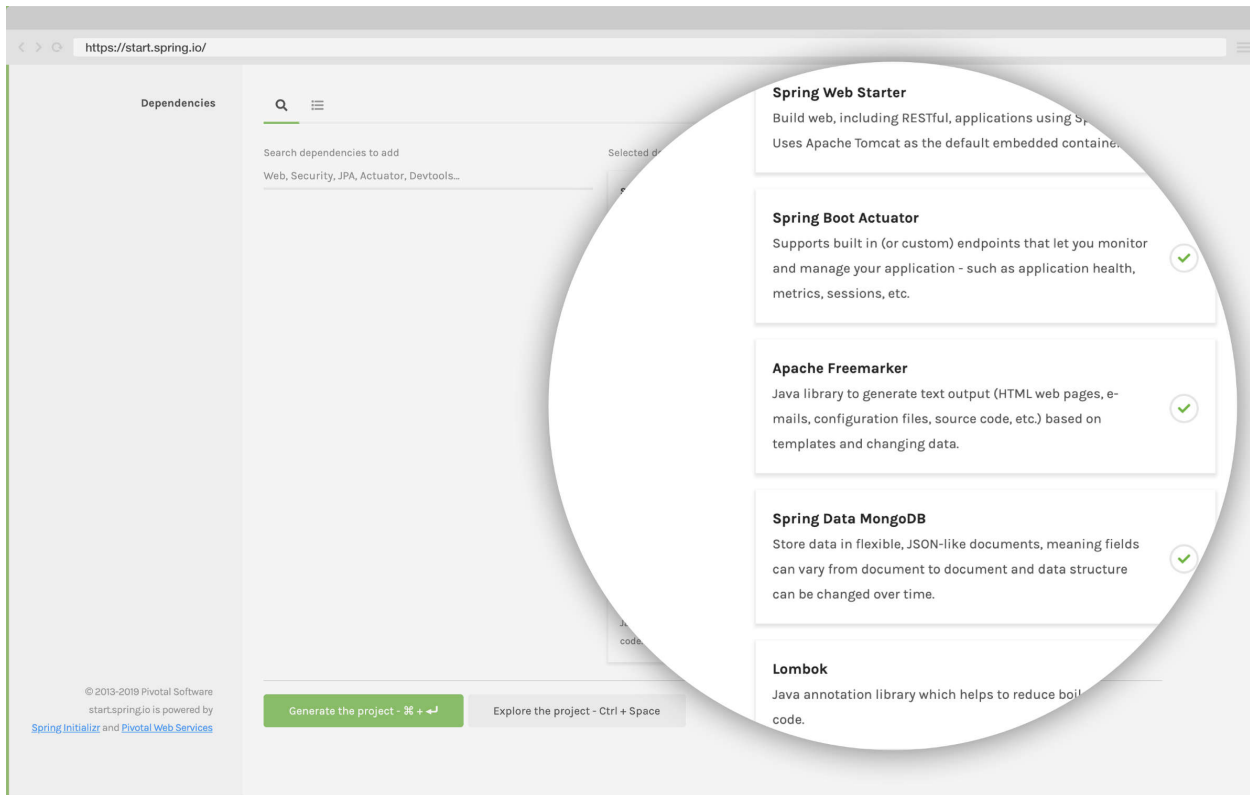 https://start.spring.io/
Dependencies
Search dependencies to add
Web, Security, JPA, Actuator, Devtools...
Selected
Spring Web Starter
Build web, including RESTful, applications using
Uses Apache Tomcat as the default embedded container.
Spring Boot Actuator
Supports built in (or custom) endpoints that let you monitor
and manage your application - such as application health,
metrics, sessions, etc.
Apache Freemarker
Java library to generate text output (HTML web pages, e-
mails, configuration files, source code, etc.) based on
templates and changing data.
Spring Data MongoDB
Store data in flexible, JSON-like documents, meaning fields
can vary from document to document and data structure
can be changed over time.
code.
Lombok
Java annotation library which helps to reduce
code.
© 2013-2019 Pivotal Software
start.spring.io is powered by
Spring Initializr and Pivotal Web Services
Generate the project - ⌘ + ↵
Explore the project - Ctrl + Space